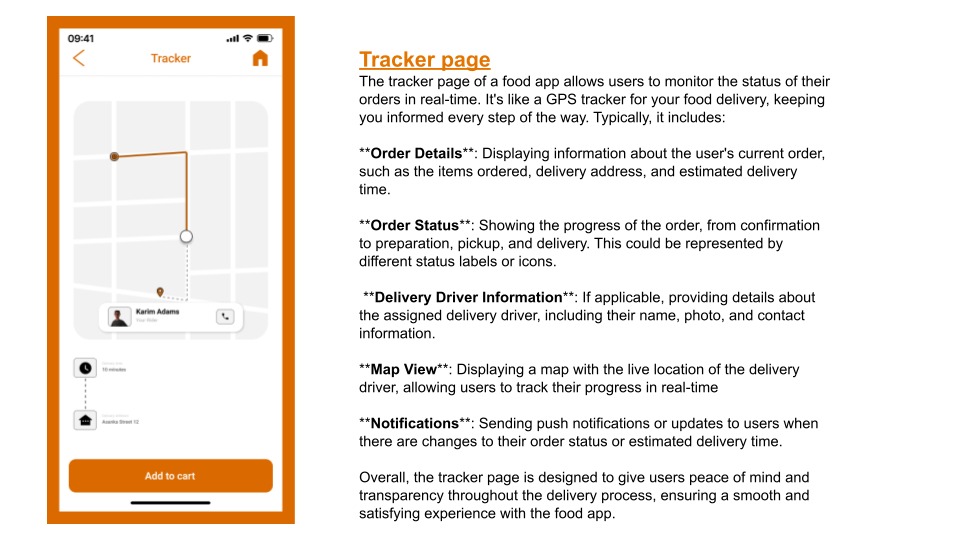 09:41
Tracker
Karim Adams
Your Rider
10 minutes
Avanka Street 12
Add to cart
Tracker page
The tracker page of a food app allows users to monitor the status of their
orders in real-time. It's like a GPS tracker for your food delivery, keeping
you informed every step of the way. Typically, it includes:
**Order Details**: Displaying information about the user's current order,
such as the items ordered, delivery address, and estimated delivery
time.
**Order Status**: Showing the progress of the order, from confirmation
to preparation, pickup, and delivery. This could be represented by
different status labels or icons.
**Delivery Driver Information**: If applicable, providing details about
the assigned delivery driver, including their name, photo, and contact
information.
**Map View**: Displaying a map with the live location of the delivery
driver, allowing users to track their progress in real-time
**Notifications**: Sending push notifications or updates to users when
there are changes to their order status or estimated delivery time.
Overall, the tracker page is designed to give users peace of mind and
transparency throughout the delivery process, ensuring a smooth and
satisfying experience with the food app.